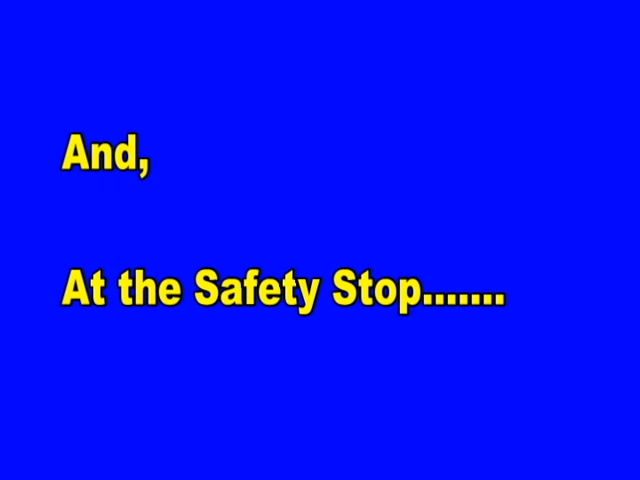 And,
At the Safety Stop.......